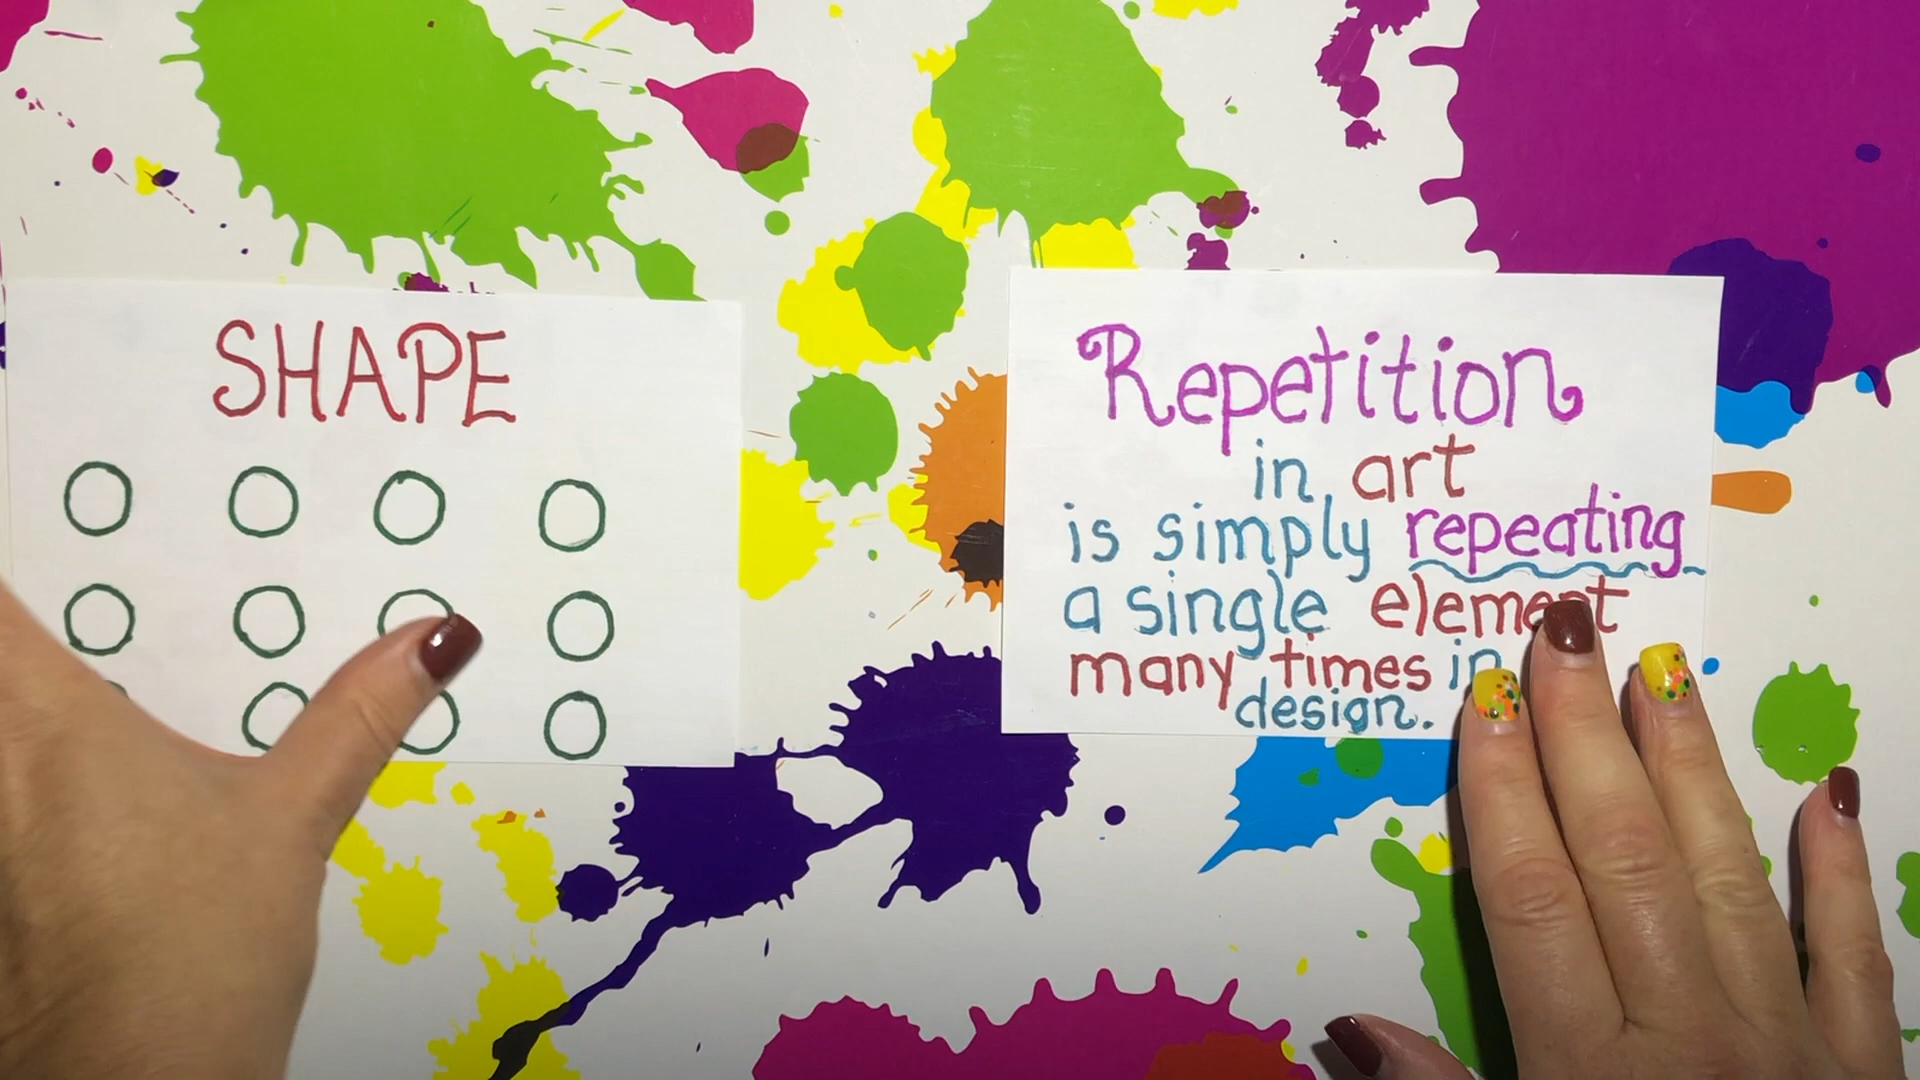 SHAPE
Repetition
in art
is simply repeating
a single element
many times in
design.